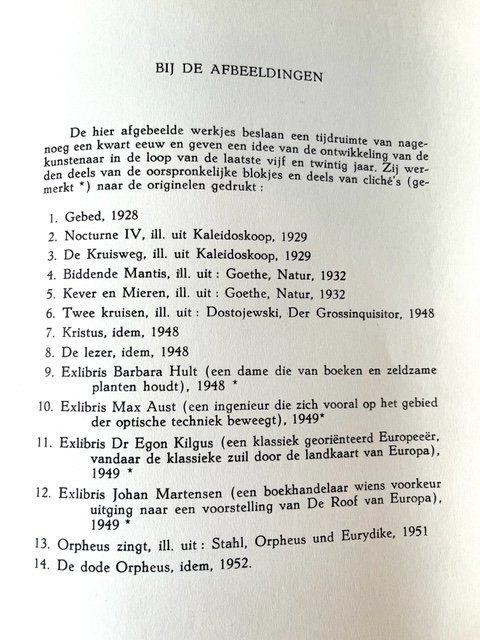 BIJ DE AFBEELDINGEN
De hier afgebeelde werkjes beslaan een tijdruimte van nage-
noeg een kwart eeuw en geven een idee van de ontwikkeling van de
kunstenaar in de loop van de laatste vijf en twintig jaar. Zij wer-
den deels van de oorspronkelijke blokjes en deels van cliché's (ge-
merkt *) naar de originelen gedrukt :
1. Gebed, 1928
2. Nocturne IV, ill. uit Kaleidoskoop, 1929
3. De Kruisweg, ill. uit Kaleidoskoop, 1929
4. Biddende Mantis, ill. uit : Goethe, Natur, 1932
5. Kever en Mieren, ill. uit : Goethe, Natur, 1932
6. Twee kruisen, ill. uit : Dostojewski, Der Grossinquisitor, 1948
7. Kristus, idem, 1948
8. De lezer, idem, 1948
9. Exlibris Barbara Hult (een dame die van boeken en zeldzame
planten houdt), 1948 *
10. Exlibris Max Aust (een ingenieur die zich vooral op het gebied
der optische techniek beweegt), 1949*
11. Exlibris Dr Egon Kilgus (een klassiek georiënteerd Europeeër,
vandaar de klassieke zuil door de landkaart van Europa),
1949 *
12. Exlibris Johan Martensen (een boekhandelaar wiens voorkeur
uitging naar een voorstelling van De Roof van Europa),
1949 *
13. Orpheus zingt, ill. uit : Stahl, Orpheus und Eurydike, 1951
14. De dode Orpheus, idem, 1952.